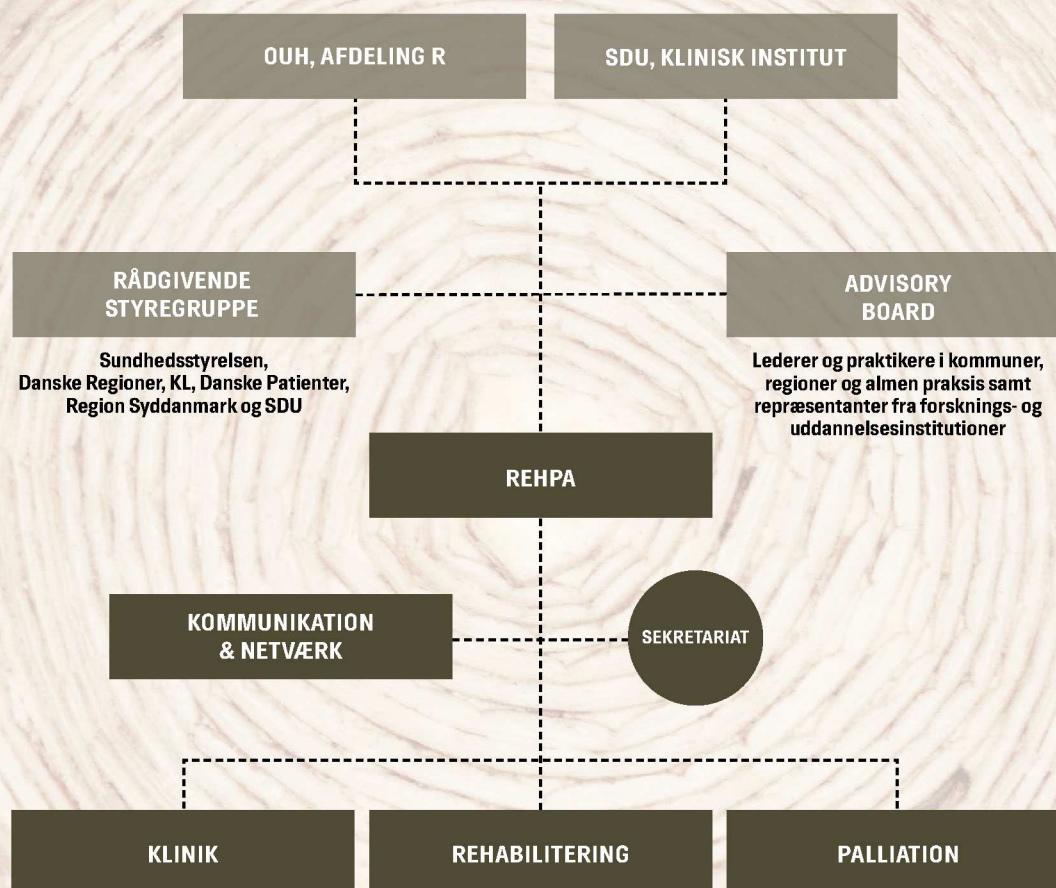 OUH, AFDELING R
SDU, KLINISK INSTITUT
RÅDGIVENDE
STYREGRUPPE
Sundhedsstyrelsen,
Danske Regioner, KL, Danske Patienter,
Region Syddanmark og SDU
ADVISORY
BOARD
Lederer og praktikere i kommuner,
regioner og almen praksis samt
repræsentanter fra forsknings- og
uddannelsesinstitutioner
REHPA
KOMMUNIKATION
& NETVÆRK
SEKRETARIAT
KLINIK
REHABILITERING
PALLIATION